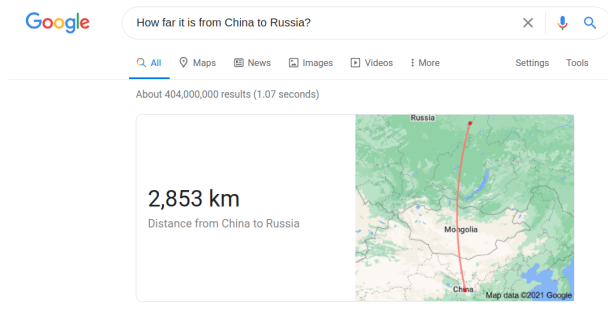 Google
How far it is from China to Russia?
All Maps News Images Videos More Settings Tools
About 404,000,000 results (1.07 seconds)
2,853 km
Distance from China to Russia
Russia
Mongolia
China
Map data ©2021 Google